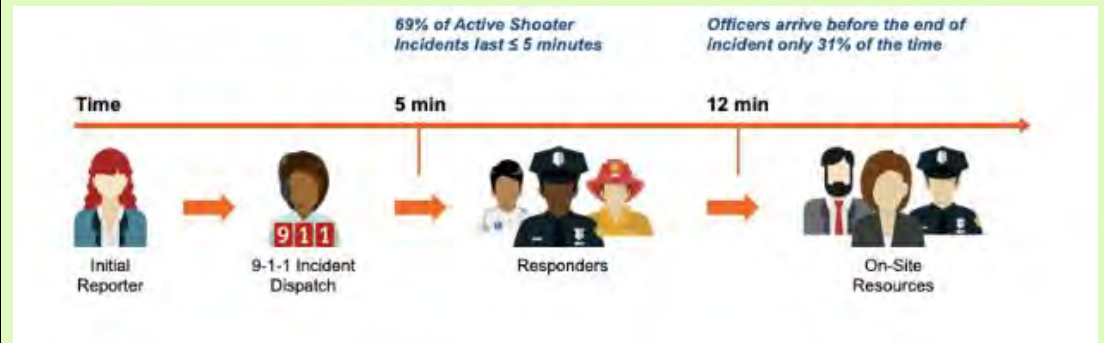 69% of Active Shooter
Incidents last ≤ 5 minutes
Officers arrive before the end of
incident only 31% of the time
Time
5 min
12 min
911
Initial
Reporter
9-1-1 Incident
Dispatch
Responders
On-Site
Resources